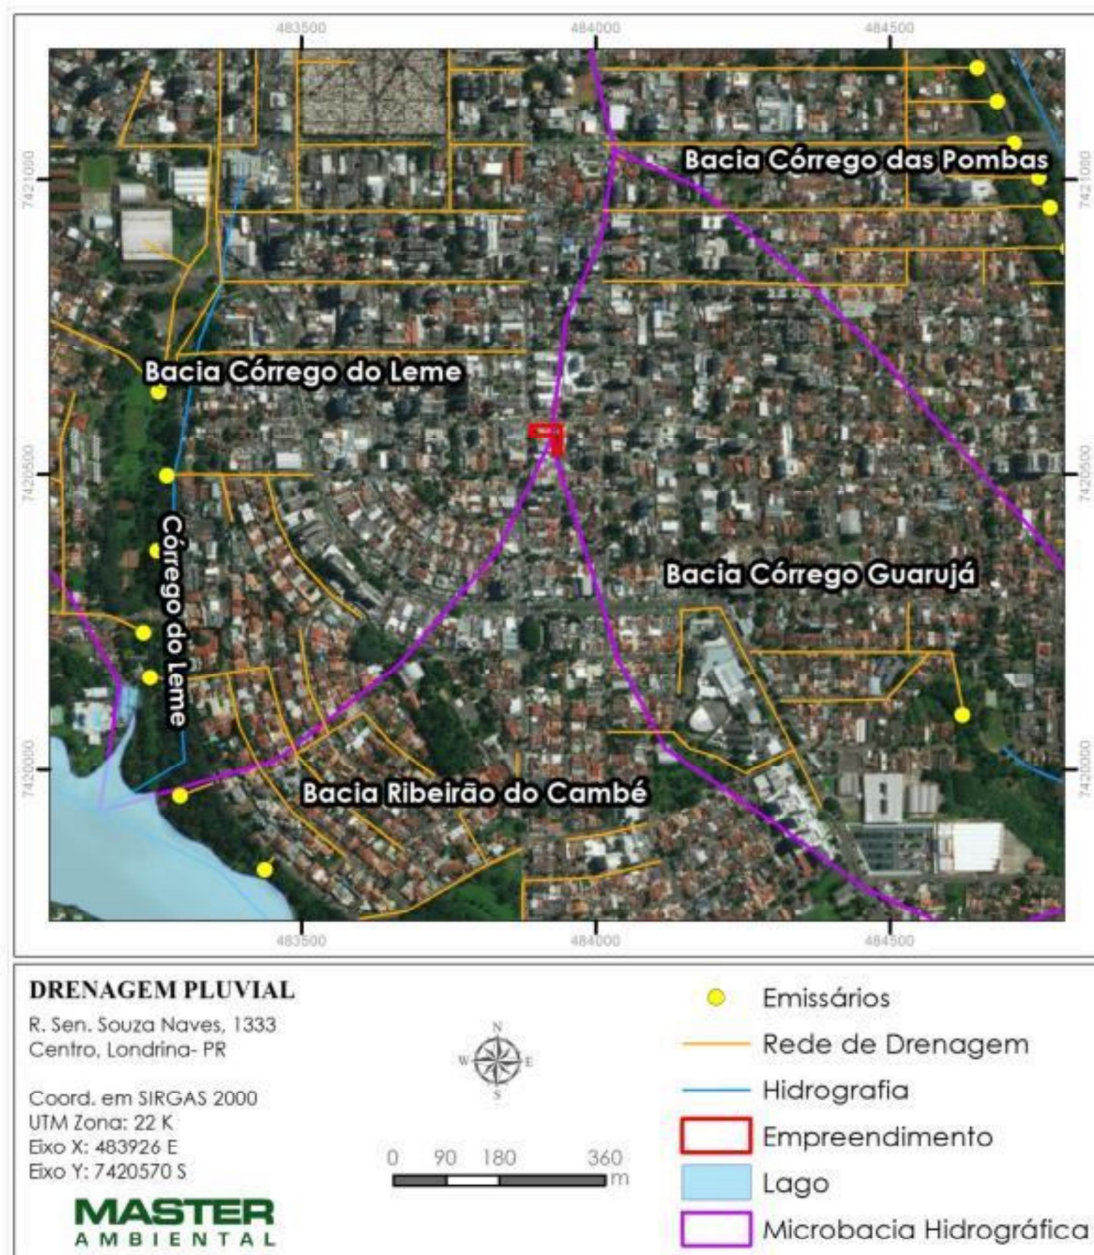 483500 484000 484500
7421000 7421000
Bacia Córrego das Pombas
Bacia Córrego do Leme
7420500 7420500
Córrego do Leme
Bacia Córrego Guarujá
7420000 7420000
Bacia Ribeirão do Cambé
483500 484000 484500
DRENAGEM PLUVIAL
R. Sen. Souza Naves, 1333
Centro, Londrina- PR
Coord. em SIRGAS 2000
UTM Zona: 22 K
Eixo X: 483926 E
Eixo Y: 7420570 S
MASTER
AMBIENTAL
N
W E
S
0 90 180 360
m
Emissários
Rede de Drenagem
Hidrografia
Empreendimento
Lago
Microbacia Hidrográfica